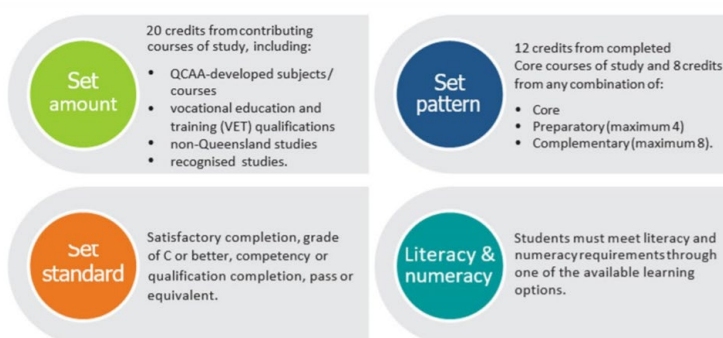 Set
amount
20 credits from contributing
courses of study, including:
• QCAA-developed subjects/
courses
• vocational education and
training (VET) qualifications
• non-Queensland studies
• recognised studies.
Set
pattern
12 credits from completed
Core courses of study and 8 credits
from any combination of:
• Core
• Preparatory (maximum 4)
• Complementary (maximum 8).
Set
standard
Satisfactory completion, grade
of C or better, competency or
qualification completion, pass or
equivalent.
Literacy &
numeracy
Students must meet literacy and
numeracy requirements through
one of the available learning
options.